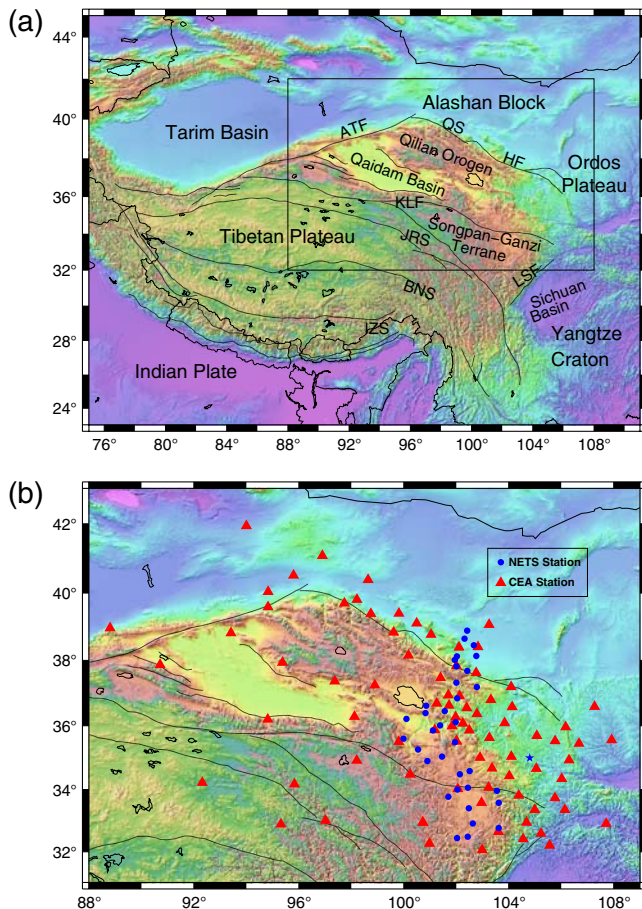 (a)
44°
40°
36°
32°
28°
24°
76°
80°
84°
88°
92°
96°
100°
104°
108°
Alashan Block
Tarim Basin
ATF
QS
Qilian Orogen
HF
Ordos
Plateau
Qaidam Basin
KLF
Songpan-Ganzi
Terrane
Tibetan Plateau
JRS
LSF
BNS
Sichuan
Basin
IZS
Yangtze
Craton
Indian Plate
(b)
42°
40°
38°
36°
34°
32°
88°
92°
96°
100°
104°
108°
NETS Station
CEA Station